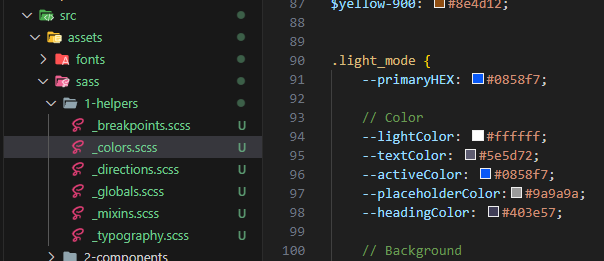 src
assets
fonts
sass
1-helpers
_breakpoints.scss U
_colors.scss U
_directions.scss U
_globals.scss U
_mixins.scss U
_typography.scss U
2-components
87 $yellow-900: #8e4d12;
88
89
90 .light_mode {
91 --primaryHEX: #0858f7;
92
93 // Color
94 --lightColor: #ffffff;
95 --textColor: #5e5d72;
96 --activeColor: #0858f7;
97 --placeholderColor: #9a9a9a;
98 --headingColor: #403e57;
99
100 // Background